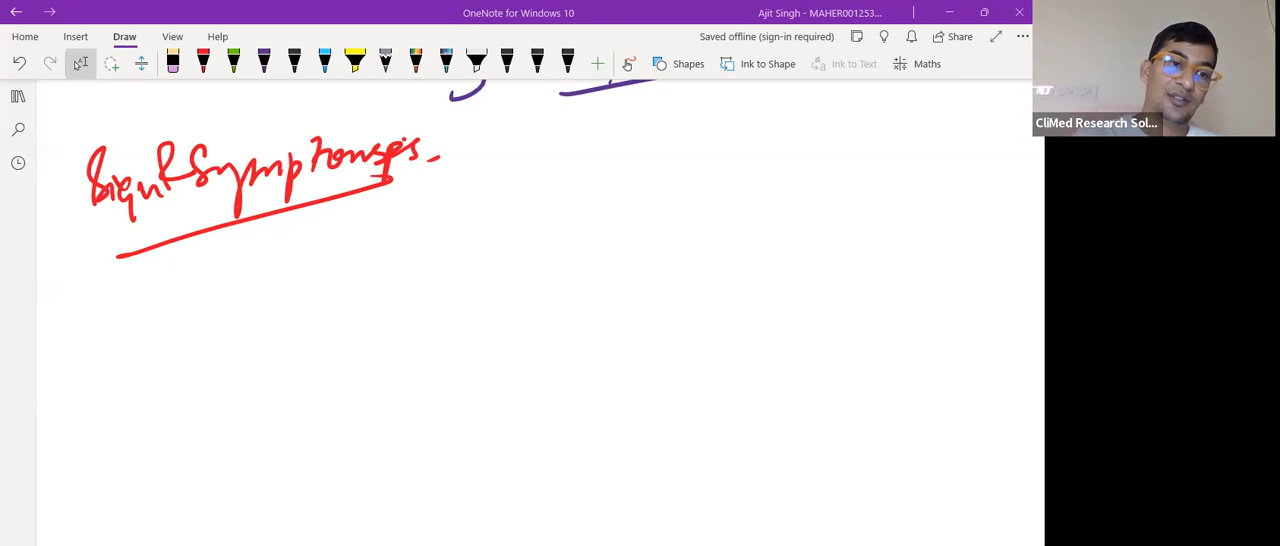 OneNote for Windows 10
Ajit Singh - MAHER001253...
Home Insert Draw View Help
Saved offline (sign-in required) Share
Shapes Ink to Shape Ink to Text Maths
CliMed Research Sol...
Sign & Symptoms